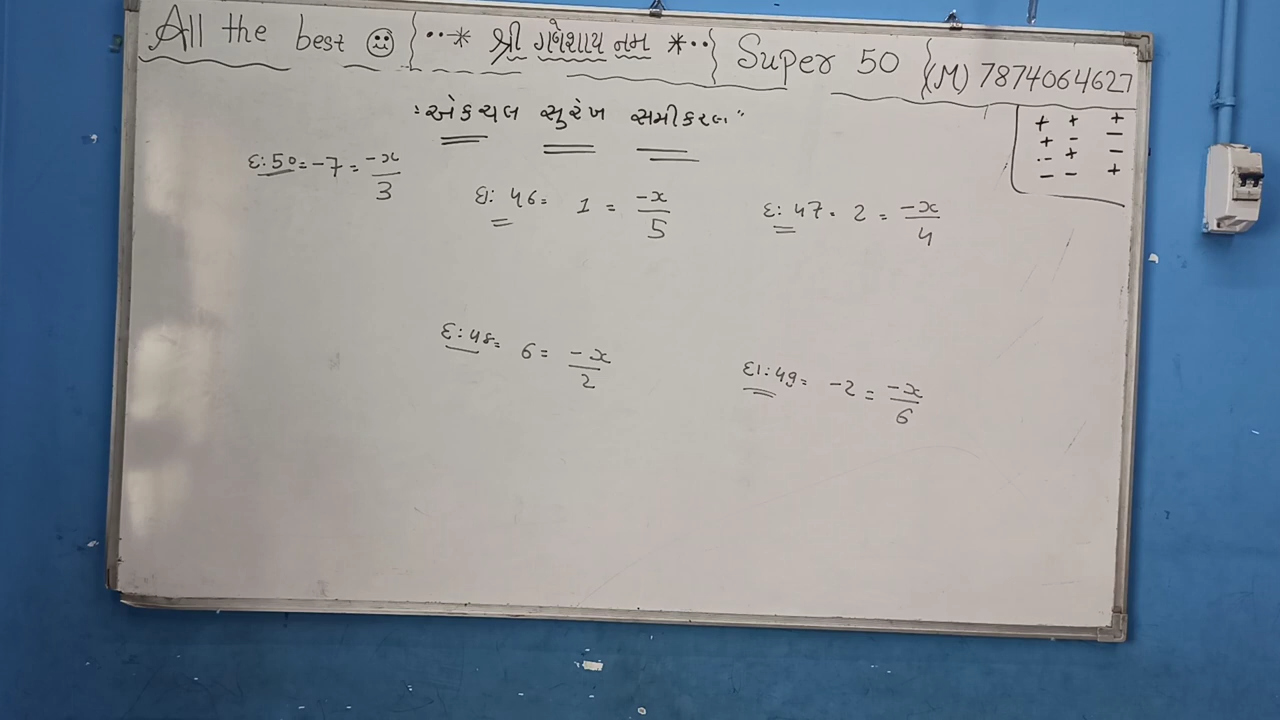 All the best ☺ { ••* શ્રી ગણેશાય નમ *•• } Super 50 { (M) 7874064627
:એકચલ સુરેખ સમીકરણ"
+ + +
+ - -
- + -
- - +
દ:50=-7=-x/3
દા: 46= 1 = -x/5
દ: 47= 2 = -x/4
દ:48= 6= -x/2
દા:49= -2 = -x/6